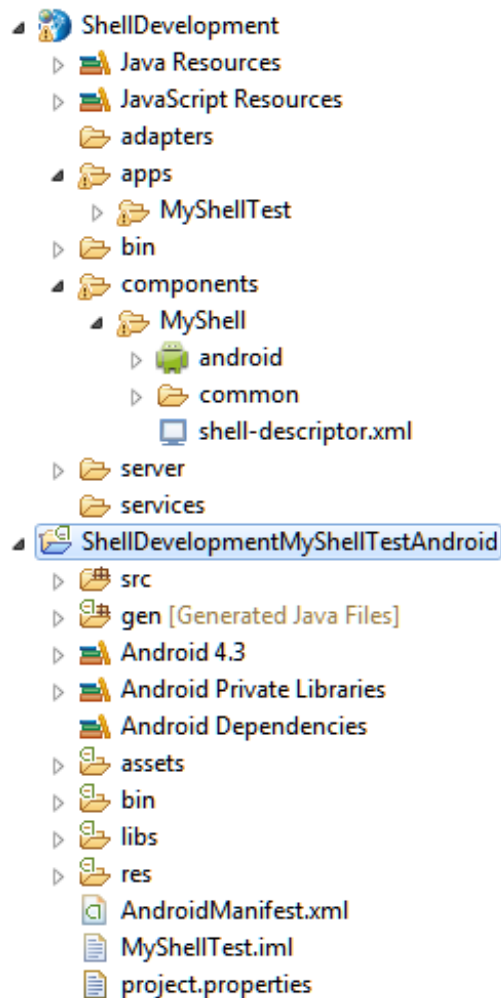 ShellDevelopment
Java Resources
JavaScript Resources
adapters
apps
MyShellTest
bin
components
MyShell
android
common
shell-descriptor.xml
server
services
ShellDevelopmentMyShellTestAndroid
src
gen [Generated Java Files]
Android 4.3
Android Private Libraries
Android Dependencies
assets
bin
libs
res
AndroidManifest.xml
MyShellTest.iml
project.properties